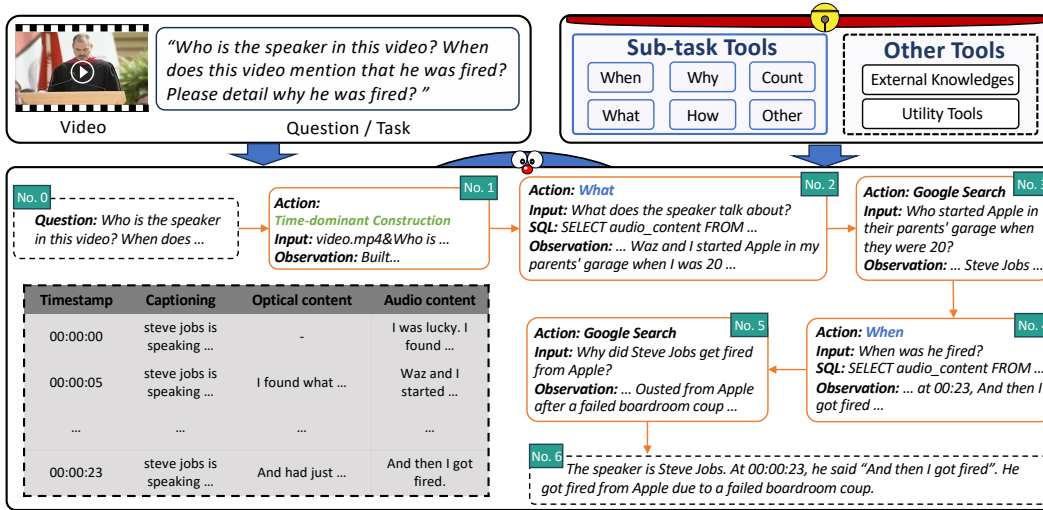 “Who is the speaker in this video? When
does this video mention that he was fired?
Please detail why he was fired? ”
Video
Question / Task
Sub-task Tools
When
Why
Count
What
How
Other
Other Tools
External Knowledges
Utility Tools
No. 0
Question: Who is the speaker
in this video? When does ...
No. 1
Action:
Time-dominant Construction
Input: video.mp4&Who is ...
Observation: Built...
No. 2
Action: What
Input: What does the speaker talk about?
SQL: SELECT audio_content FROM ...
Observation: ... Waz and I started Apple in my
parents' garage when I was 20 ...
No. 3
Action: Google Search
Input: Who started Apple in
their parents' garage when
they were 20?
Observation: ... Steve Jobs ...
No. 4
Action: When
Input: When was he fired?
SQL: SELECT audio_content FROM ...
Observation: ... at 00:23, And then I
got fired ...
No. 5
Action: Google Search
Input: Why did Steve Jobs get fired
from Apple?
Observation: ... Ousted from Apple
after a failed boardroom coup ...
No. 6
The speaker is Steve Jobs. At 00:00:23, he said “And then I got fired”. He
got fired from Apple due to a failed boardroom coup.
Timestamp Captioning Optical content Audio content
00:00:00 steve jobs is speaking ... - I was lucky. I found ...
00:00:05 steve jobs is speaking ... I found what ... Waz and I started ...
... ... ... ...
00:00:23 steve jobs is speaking ... And had just ... And then I got fired.